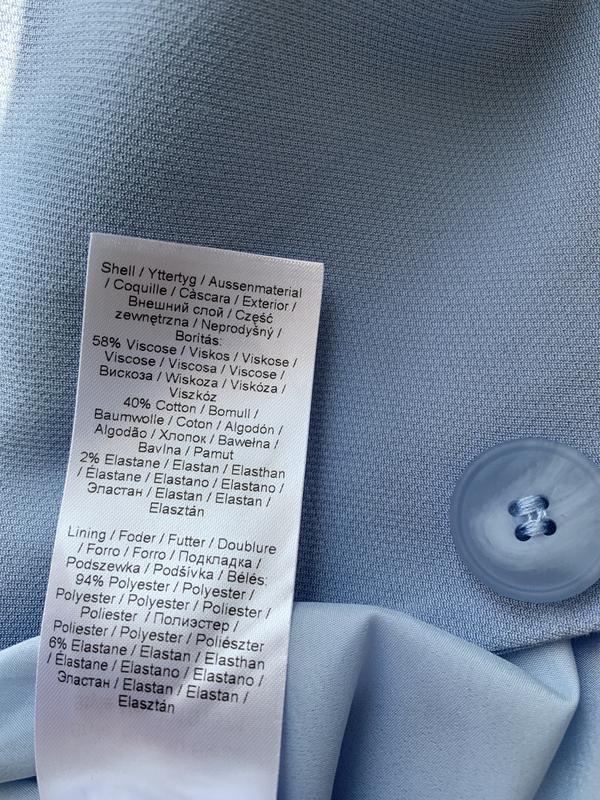 Shell / Yttertyg / Aussenmaterial
/ Coquille / Càscara / Exterior /
Внешний слой / Część
zewnętrzna / Neprodyšný /
Borítás:
58% Viscose / Viskos / Viskose /
Viscose / Viscosa / Viscose /
Вискоза / Wiskoza / Viskóza /
Viszkóz
40% Cotton / Bomull /
Baumwolle / Coton / Algodón /
Algodão / Хлопок / Bawełna /
Bavlna / Pamut
2% Elastane / Elastan / Elasthan
/ Élastane / Elastano / Elastano /
Эластан / Elastan / Elastan /
Elasztán
Lining / Foder / Futter / Doublure
/ Forro / Forro / Подкладка /
Podszewka / Podšívka / Bélés:
94% Polyester / Polyester /
Polyester / Polyester / Poliester /
Poliester / Полиэстер /
Poliester / Polyester / Poliészter
6% Elastane / Elastan / Elasthan
/ Élastane / Elastano / Elastano /
Эластан / Elastan / Elastan /
Elasztán